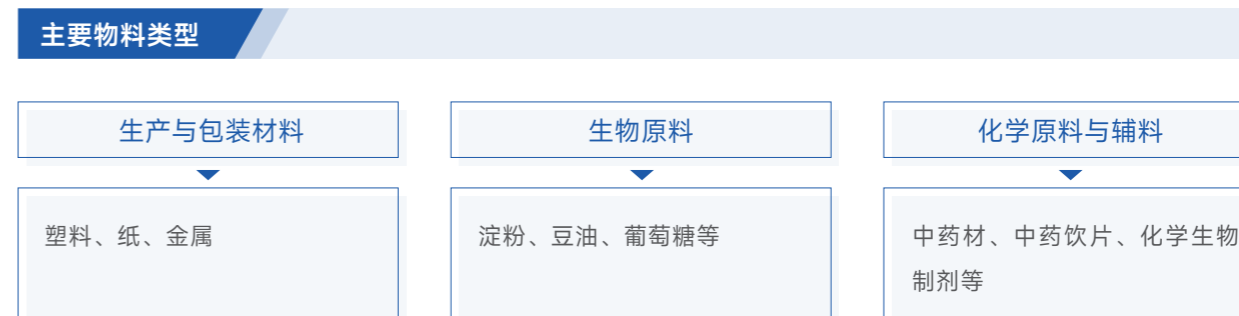 主要物料类型
生产与包装材料
塑料、纸、金属
生物原料
淀粉、豆油、葡萄糖等
化学原料与辅料
中药材、中药饮片、化学生物
制剂等